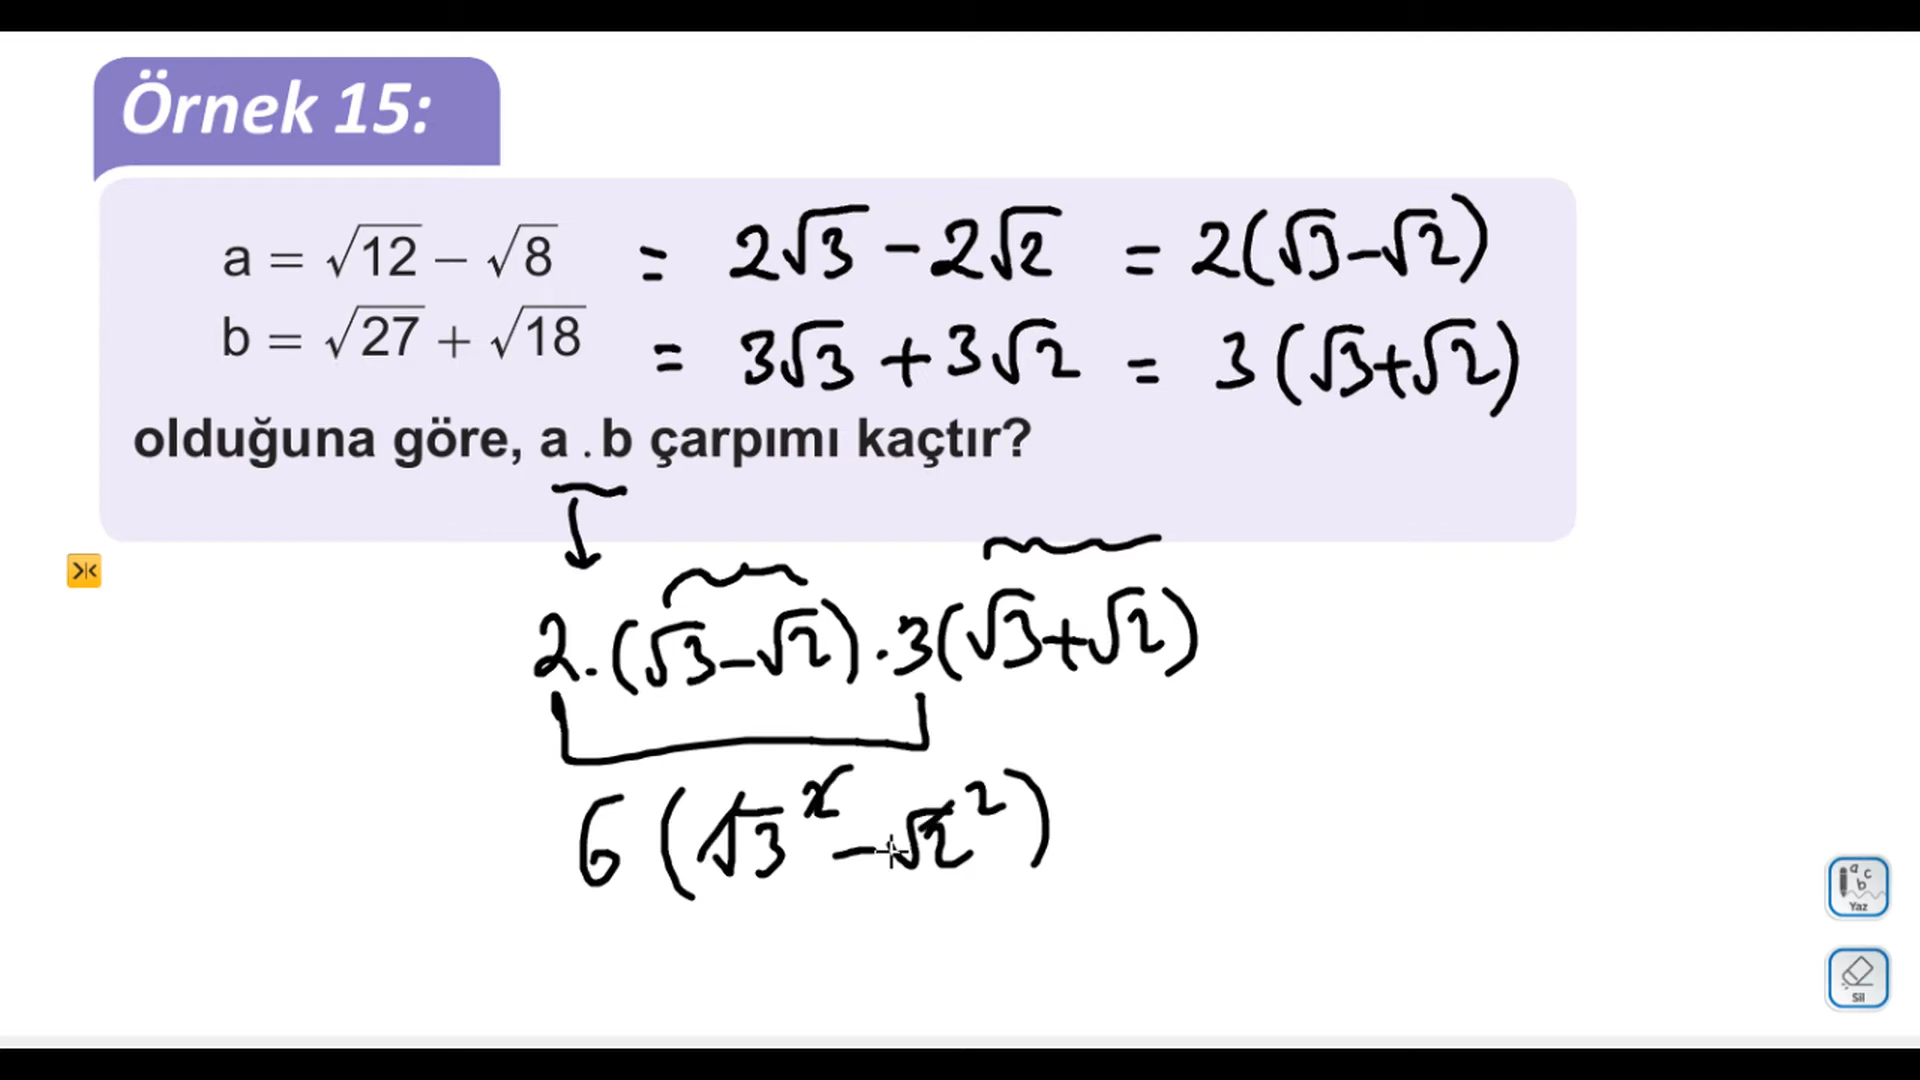 Örnek 15:
a = √12 − √8 = 2√3 − 2√2 = 2(√3−√2)
b = √27 + √18 = 3√3 + 3√2 = 3(√3+√2)
olduğuna göre, a . b çarpımı kaçtır?
2.(√3−√2).3(√3+√2)
6(√3² − √2²)
a c b
Yaz
Sil